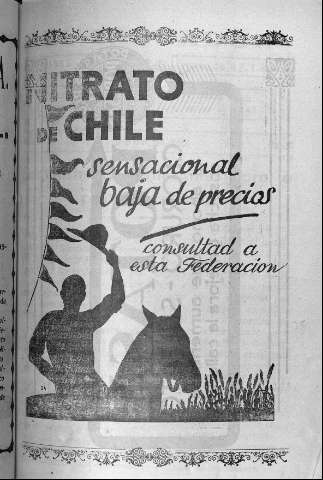 NITRATO
DE CHILE
sensacional
baja de precios
consultad a
esta Federacion